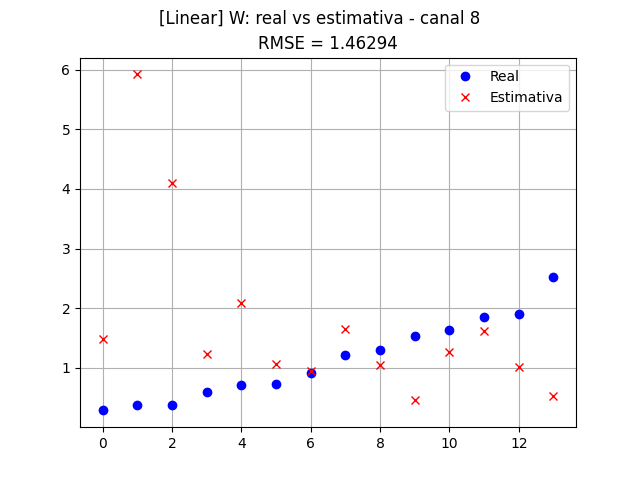 [Linear] W: real vs estimativa - canal 8
RMSE = 1.46294
Real
Estimativa
6
5
4
3
2
1
0 2 4 6 8 10 12